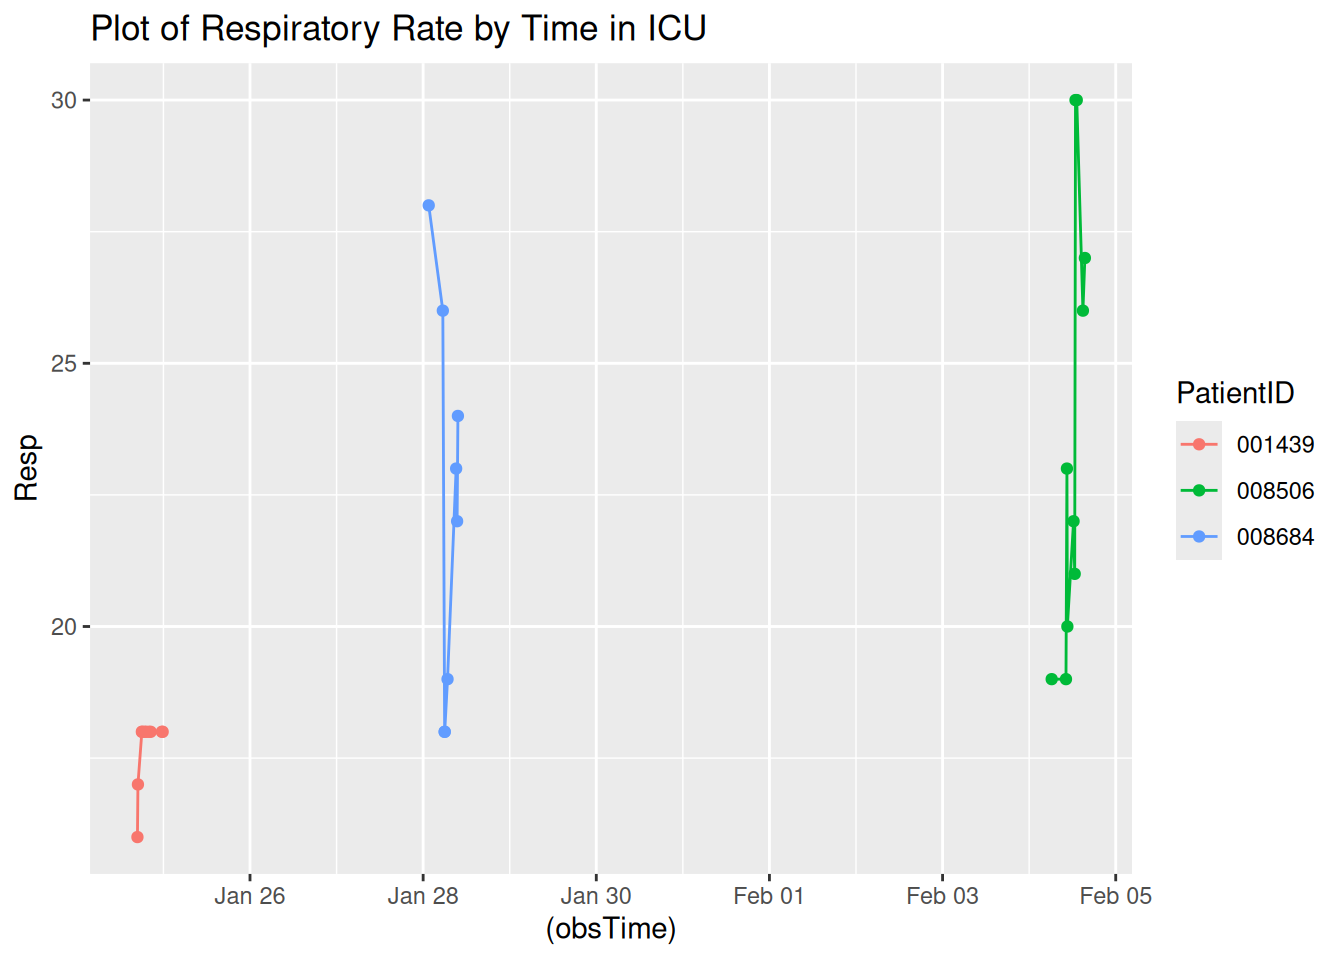 Plot of Respiratory Rate by Time in ICU
30
25
20
Resp
Jan 26
Jan 28
Jan 30
Feb 01
Feb 03
Feb 05
(obsTime)
PatientID
001439
008506
008684